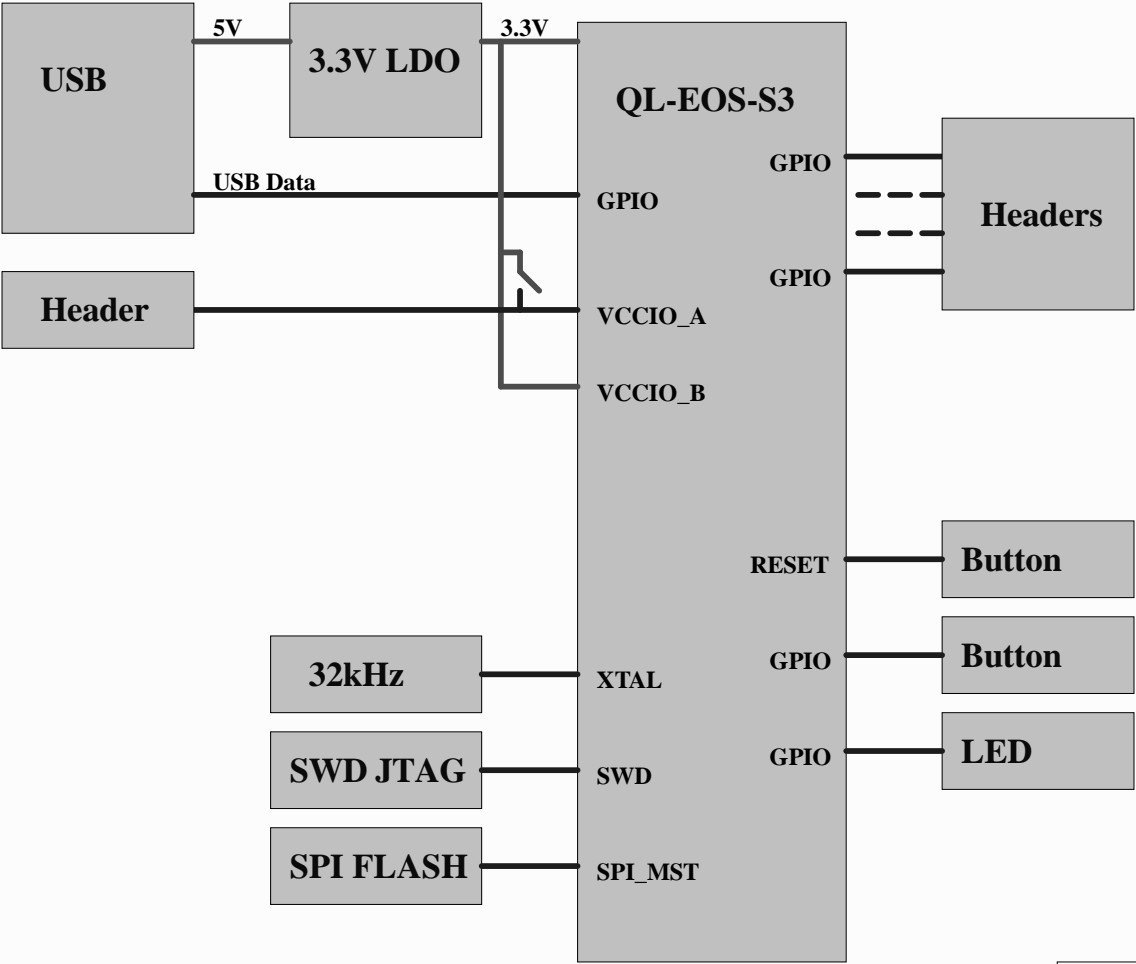 5V
3.3V
USB
3.3V LDO
QL-EOS-S3
GPIO
USB Data
GPIO
Headers
GPIO
Header
VCCIO_A
VCCIO_B
RESET
Button
32kHz
XTAL
GPIO
Button
SWD JTAG
SWD
GPIO
LED
SPI FLASH
SPI_MST